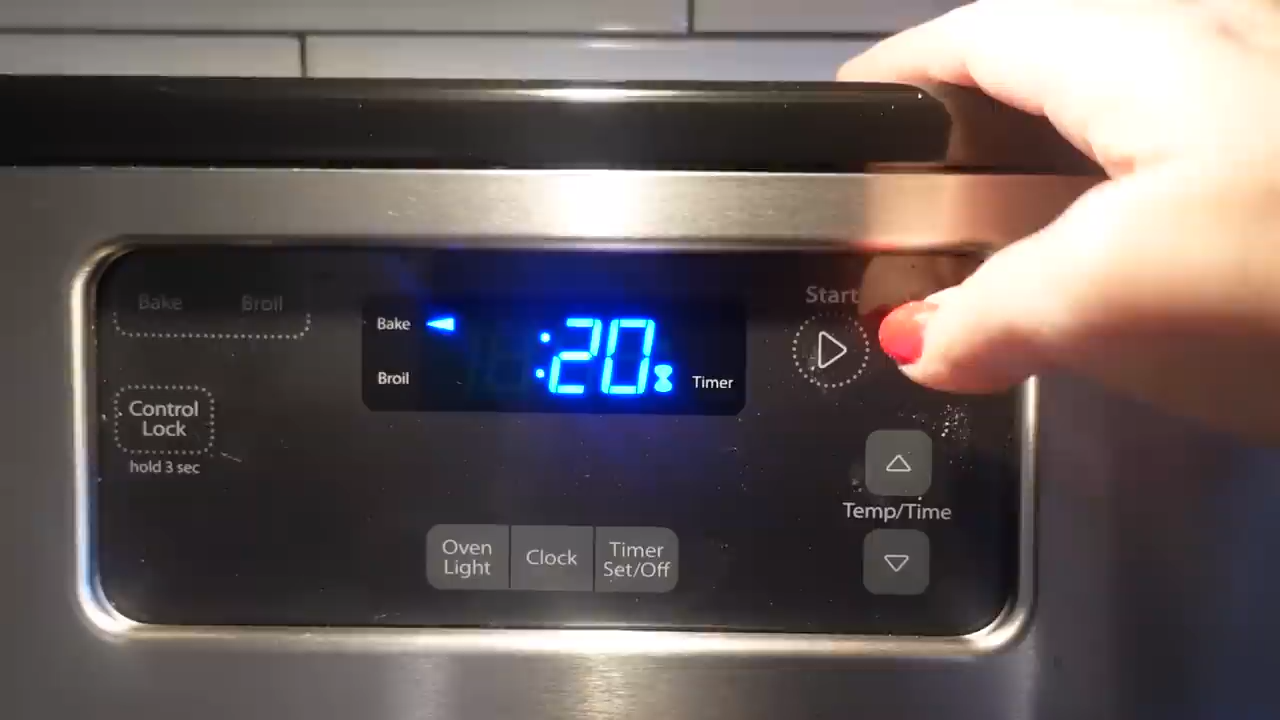 Bake Broil
Bake
:20
Start
Broil
Timer
Control
Lock
hold 3 sec
Temp/Time
Oven
Light
Clock
Timer
Set/Off